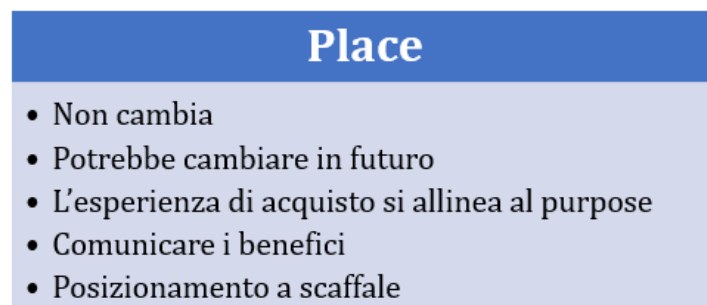 Place
• Non cambia
• Potrebbe cambiare in futuro
• L’esperienza di acquisto si allinea al purpose
• Comunicare i benefici
• Posizionamento a scaffale